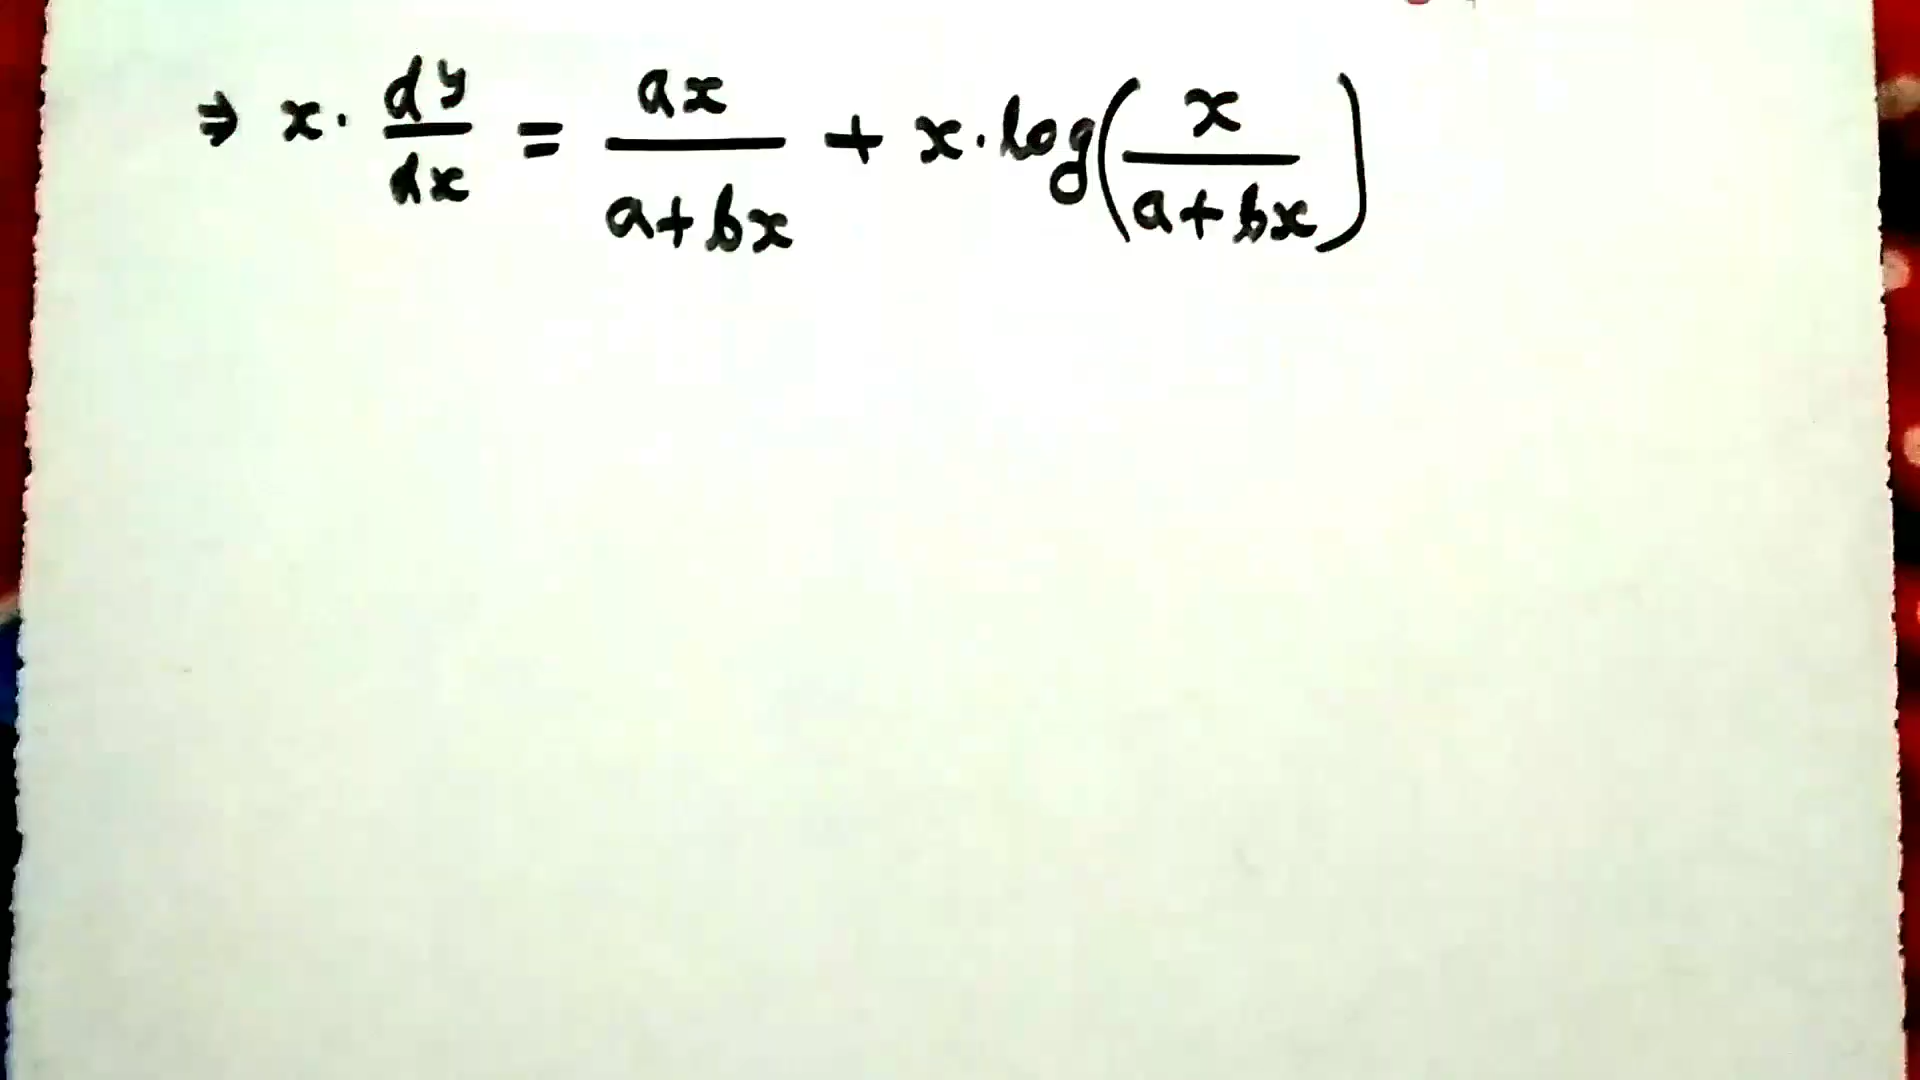 ⇒ x · dy/dx = ax/(a+bx) + x · log(x/(a+bx))